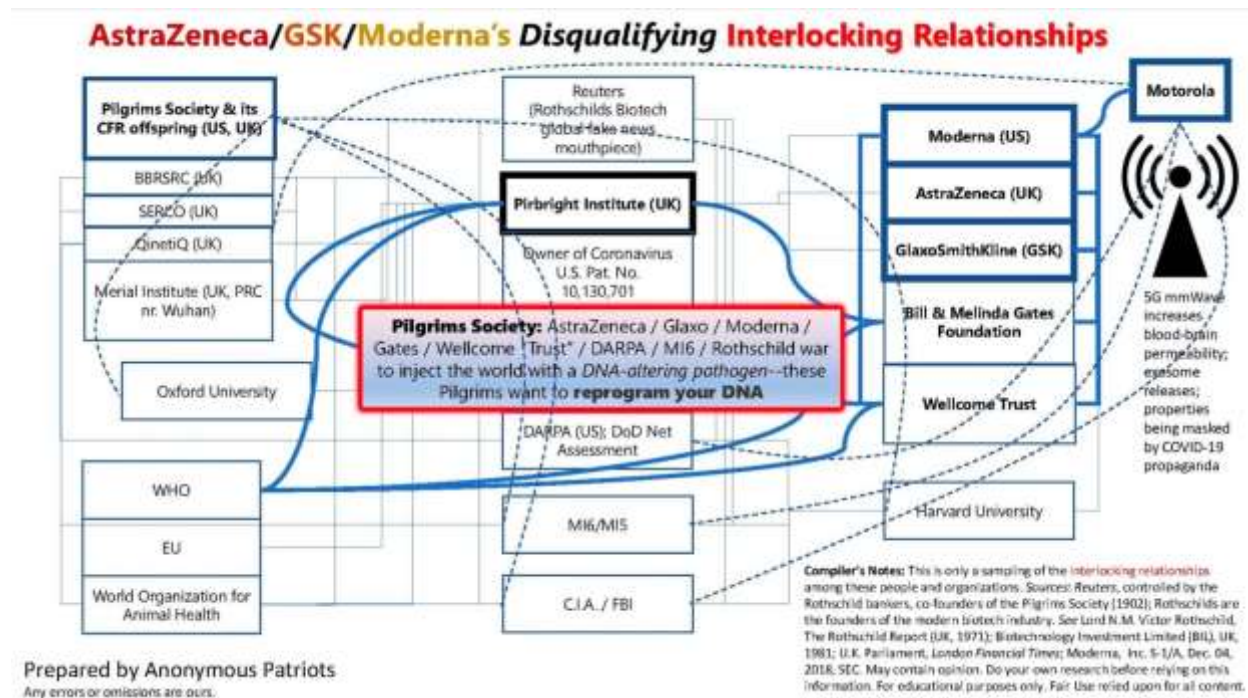 AstraZeneca/GSK/Moderna's Disqualifying Interlocking Relationships
Pilgrims Society & its
CFR offspring (US, UK)
BBRSRC (UK)
SERCO (UK)
QinetiQ (UK)
Merial Institute (UK, PRC
nr. Wuhan)
Oxford University
WHO
EU
World Organization for
Animal Health
Reuters
(Rothschilds Biotech
global fake news
mouthpiece)
Pirbright Institute (UK)
Owner of Coronavirus
U.S. Pat. No.
10,130,701
Pilgrims Society: AstraZeneca / Glaxo / Moderna /
Gates / Wellcome "Trust" / DARPA / MI6 / Rothschild war
to inject the world with a DNA-altering pathogen--these
Pilgrims want to reprogram your DNA
DARPA (US); DoD Net
Assessment
MI6/MI5
C.I.A. / FBI
Moderna (US)
AstraZeneca (UK)
GlaxoSmithKline (GSK)
Bill & Melinda Gates
Foundation
Wellcome Trust
Harvard University
Motorola
5G mmWave
increases
blood-brain
permeability;
exosome
releases;
properties
being masked
by COVID-19
propaganda
Compiler's Notes: This is only a sampling of the interlocking relationships
among these people and organizations. Sources: Reuters, controlled by the
Rothschild bankers, co-founders of the Pilgrims Society (1902); Rothschilds are
the founders of the modern biotech industry. See Lord N.M. Victor Rothschild,
The Rothschild Report (UK, 1971); Biotechnology Investment Limited (BIL), UK,
1981; U.K. Parliament, London Financial Times; Moderna, Inc. S-1/A, Dec. 04,
2018, SEC. May contain opinion. Do your own research before relying on this
information. For educational purposes only. Fair Use relied upon for all content.
Prepared by Anonymous Patriots
Any errors or omissions are ours.